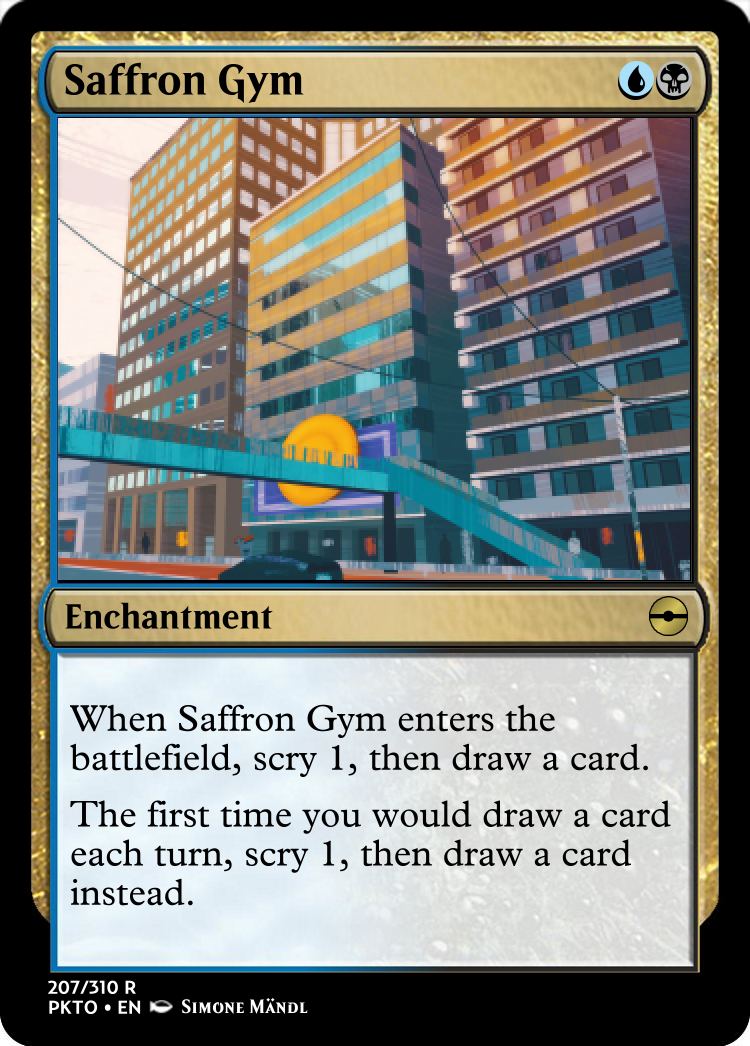 Saffron Gym
Enchantment
When Saffron Gym enters the
battlefield, scry 1, then draw a card.
The first time you would draw a card
each turn, scry 1, then draw a card
instead.
207/310 R
PKTO • EN Simone Mändl